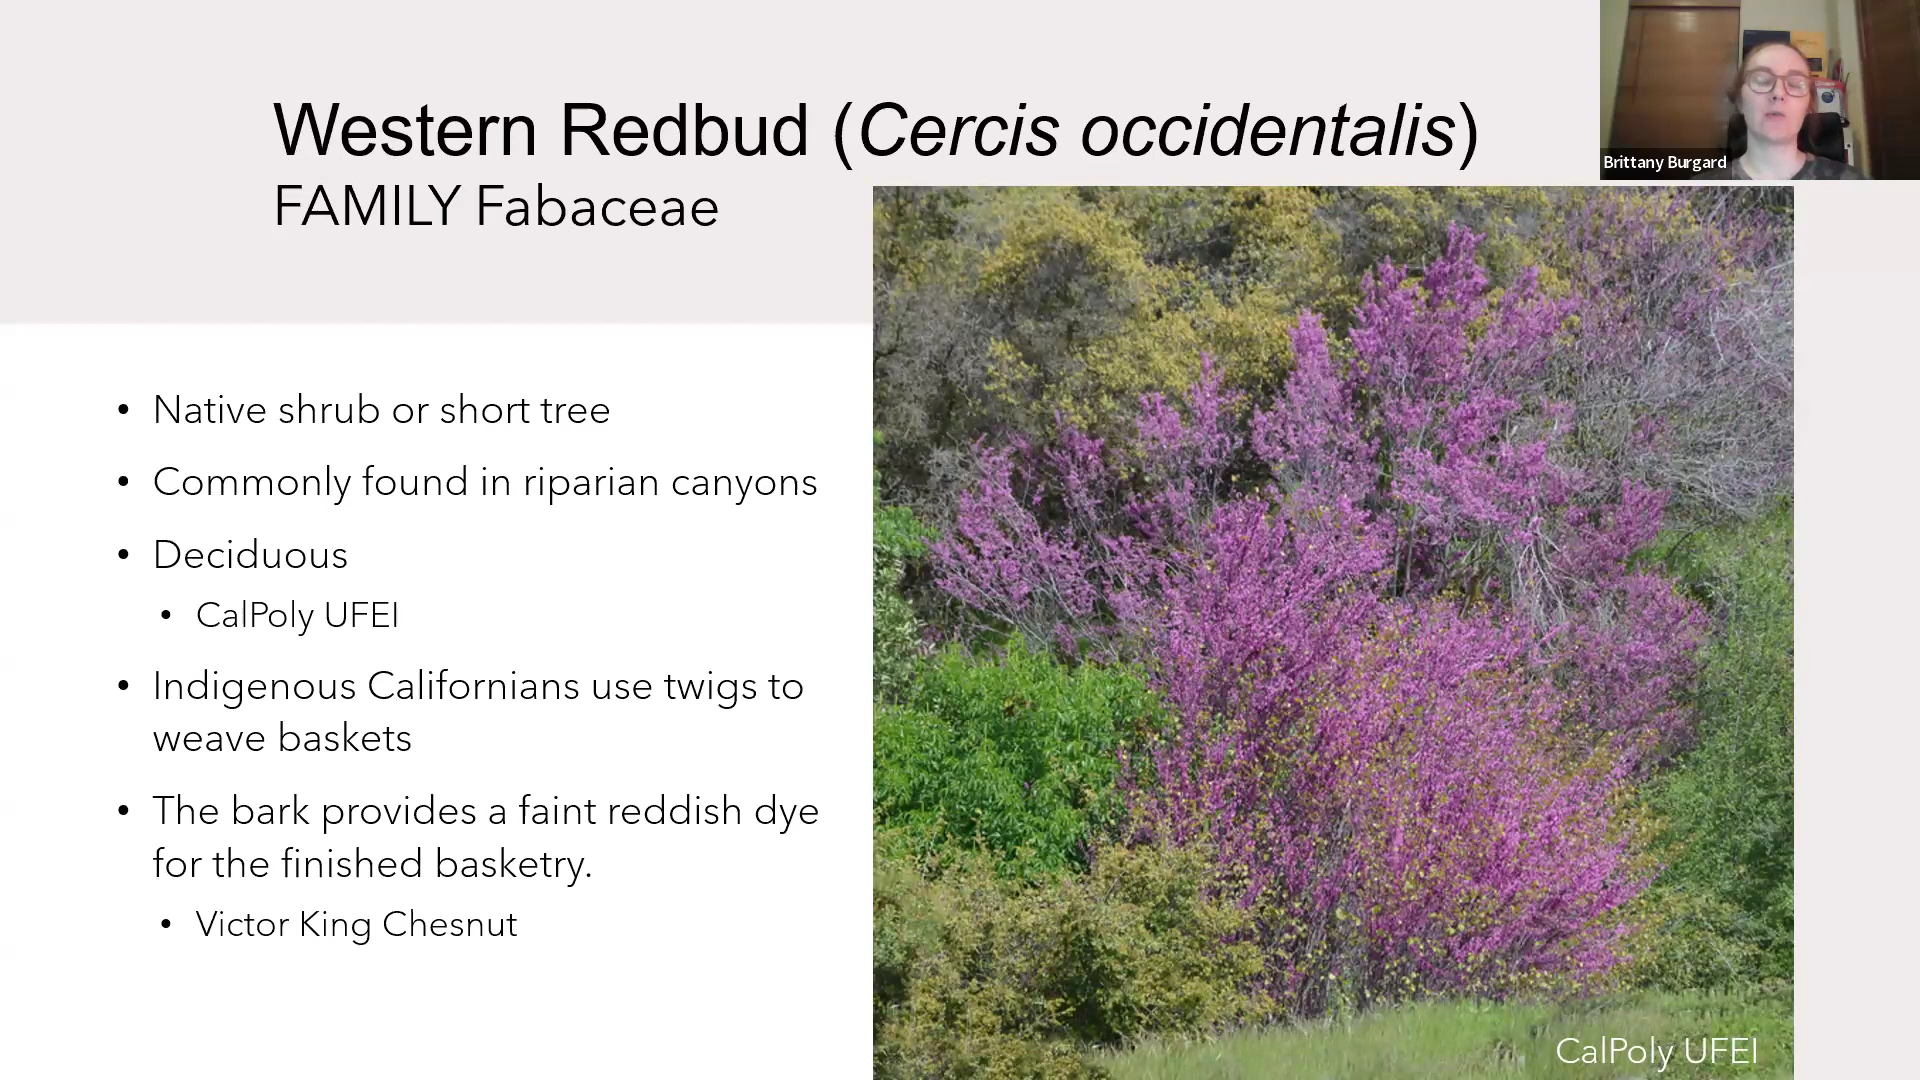 Western Redbud (Cercis occidentalis)
FAMILY Fabaceae
Brittany Burgard
• Native shrub or short tree
• Commonly found in riparian canyons
• Deciduous
• CalPoly UFEI
• Indigenous Californians use twigs to
weave baskets
• The bark provides a faint reddish dye
for the finished basketry.
• Victor King Chesnut
CalPoly UFEI